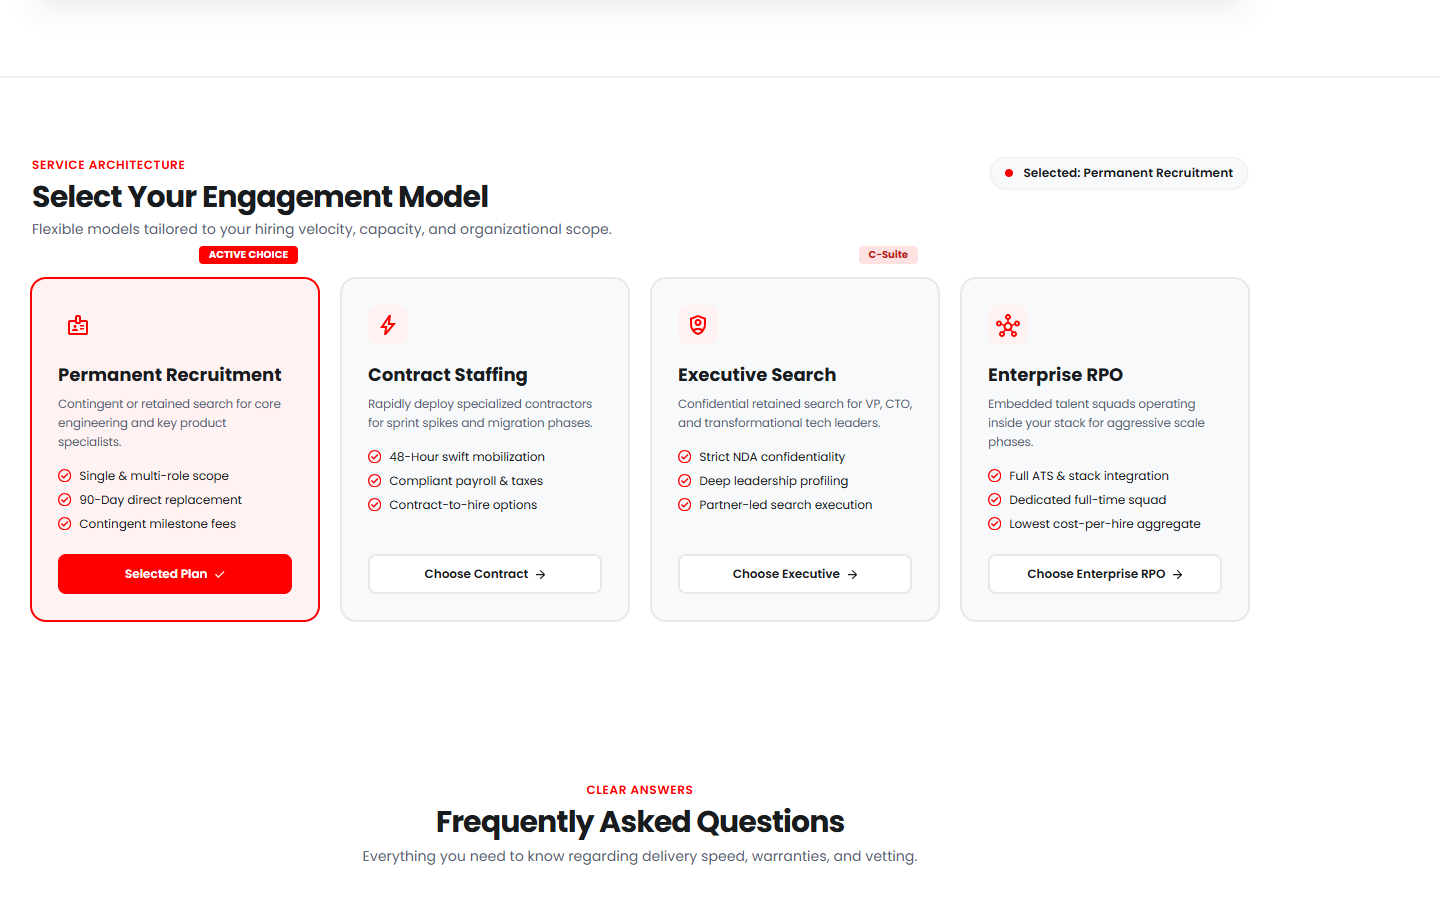 SERVICE ARCHITECTURE
Select Your Engagement Model
Flexible models tailored to your hiring velocity, capacity, and organizational scope.
Selected: Permanent Recruitment
ACTIVE CHOICE
Permanent Recruitment
Contingent or retained search for core
engineering and key product
specialists.
Single & multi-role scope
90-Day direct replacement
Contingent milestone fees
Selected Plan
Contract Staffing
Rapidly deploy specialized contractors
for sprint spikes and migration phases.
48-Hour swift mobilization
Compliant payroll & taxes
Contract-to-hire options
Choose Contract
C-Suite
Executive Search
Confidential retained search for VP, CTO,
and transformational tech leaders.
Strict NDA confidentiality
Deep leadership profiling
Partner-led search execution
Choose Executive
Enterprise RPO
Embedded talent squads operating
inside your stack for aggressive scale
phases.
Full ATS & stack integration
Dedicated full-time squad
Lowest cost-per-hire aggregate
Choose Enterprise RPO
CLEAR ANSWERS
Frequently Asked Questions
Everything you need to know regarding delivery speed, warranties, and vetting.